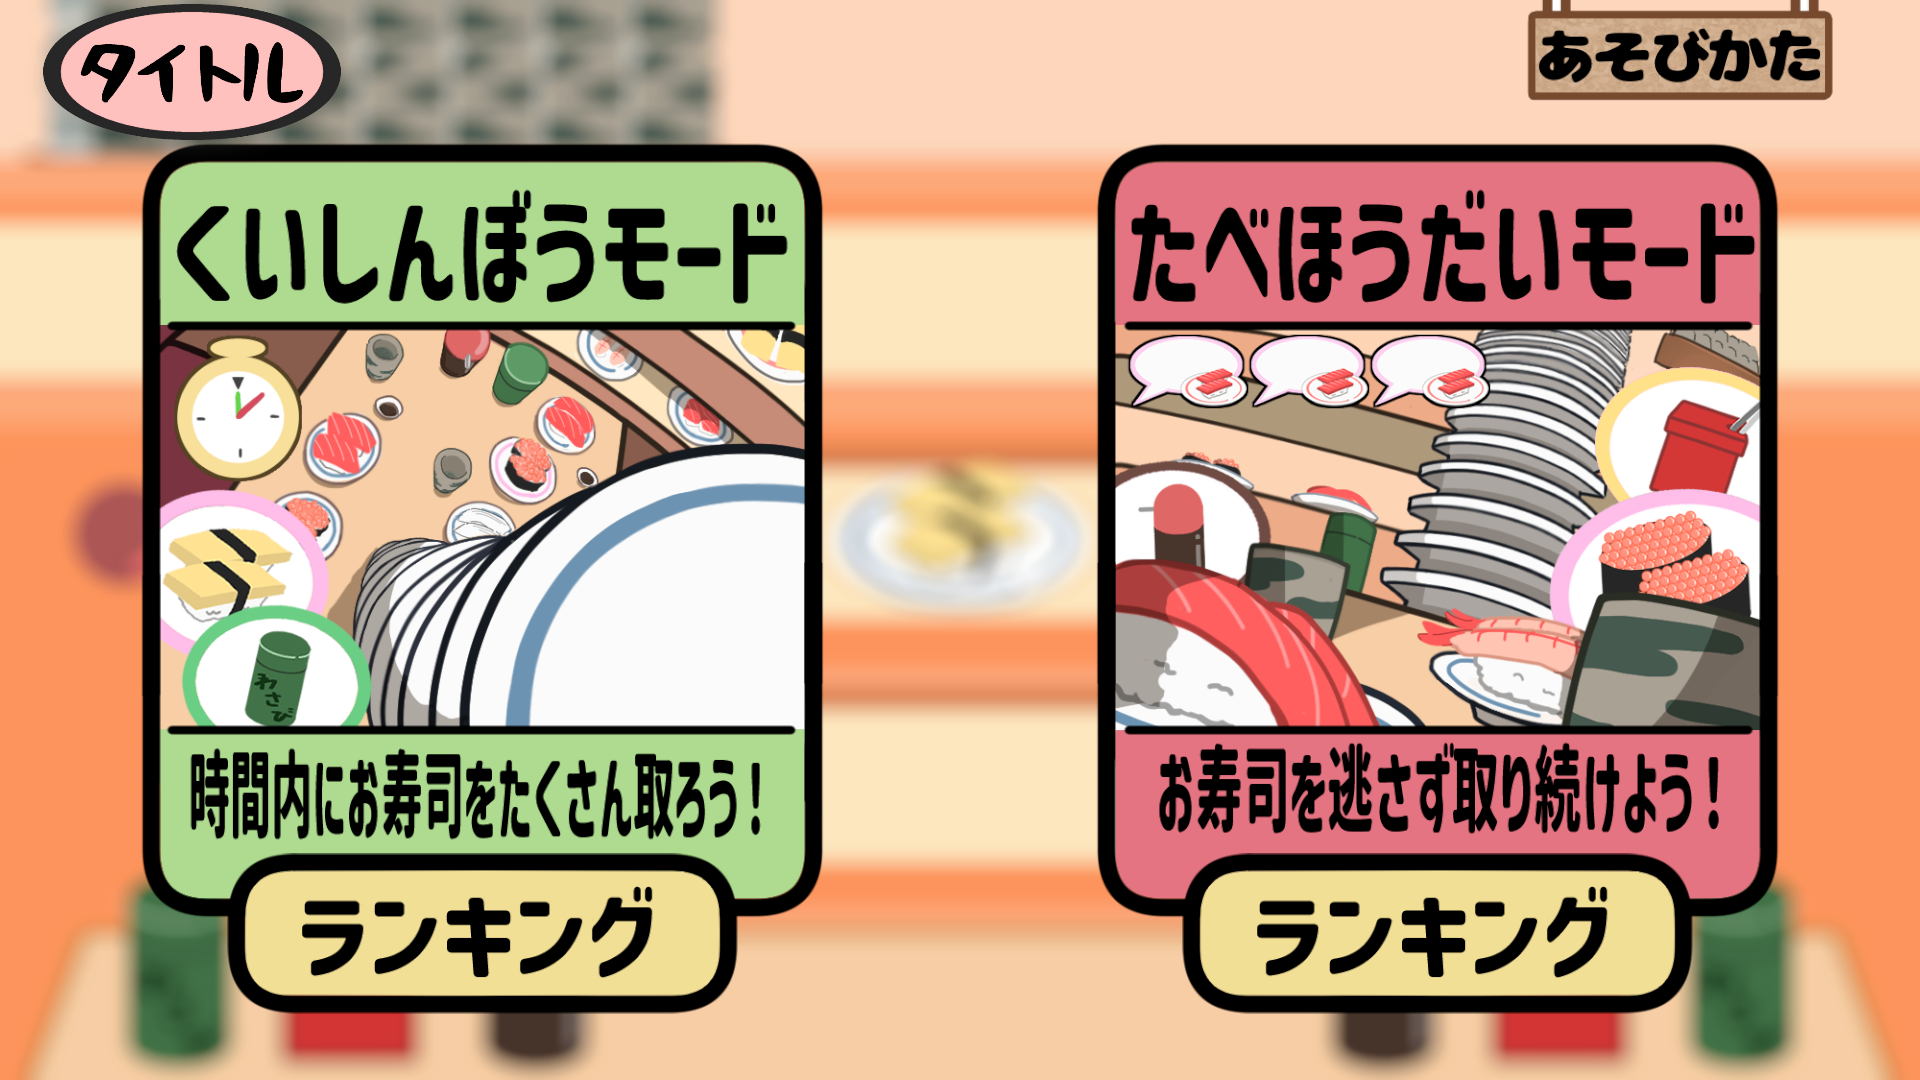 タイトル
あそびかた
くいしんぼうモード
わさび
時間内にお寿司をたくさん取ろう！
ランキング
たべほうだいモード
お寿司を逃さず取り続けよう！
ランキング